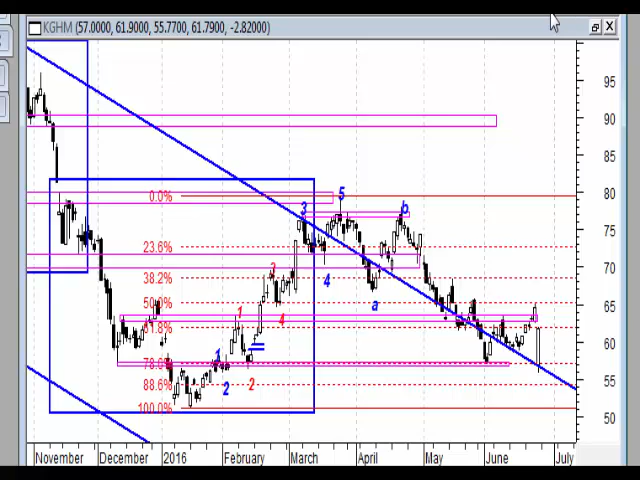 KGHM (57.0000, 61.9000, 55.7700, 61.7900, -2.82000)
95
90
85
80
75
70
65
60
55
50
0.0%
23.6%
38.2%
50.0%
61.8%
88.6%
100.0%
3
5
b
4
a
3
1
4
1
2
2
November
December
2016
February
March
April
May
June
July